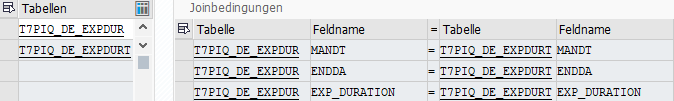 Tabellen
T7PIQ_DE_EXPDUR
T7PIQ_DE_EXPDURT
Joinbedingungen
Tabelle Feldname = Tabelle Feldname
T7PIQ_DE_EXPDUR MANDT = T7PIQ_DE_EXPDURT MANDT
T7PIQ_DE_EXPDUR ENDDA = T7PIQ_DE_EXPDURT ENDDA
T7PIQ_DE_EXPDUR EXP_DURATION = T7PIQ_DE_EXPDURT EXP_DURATION